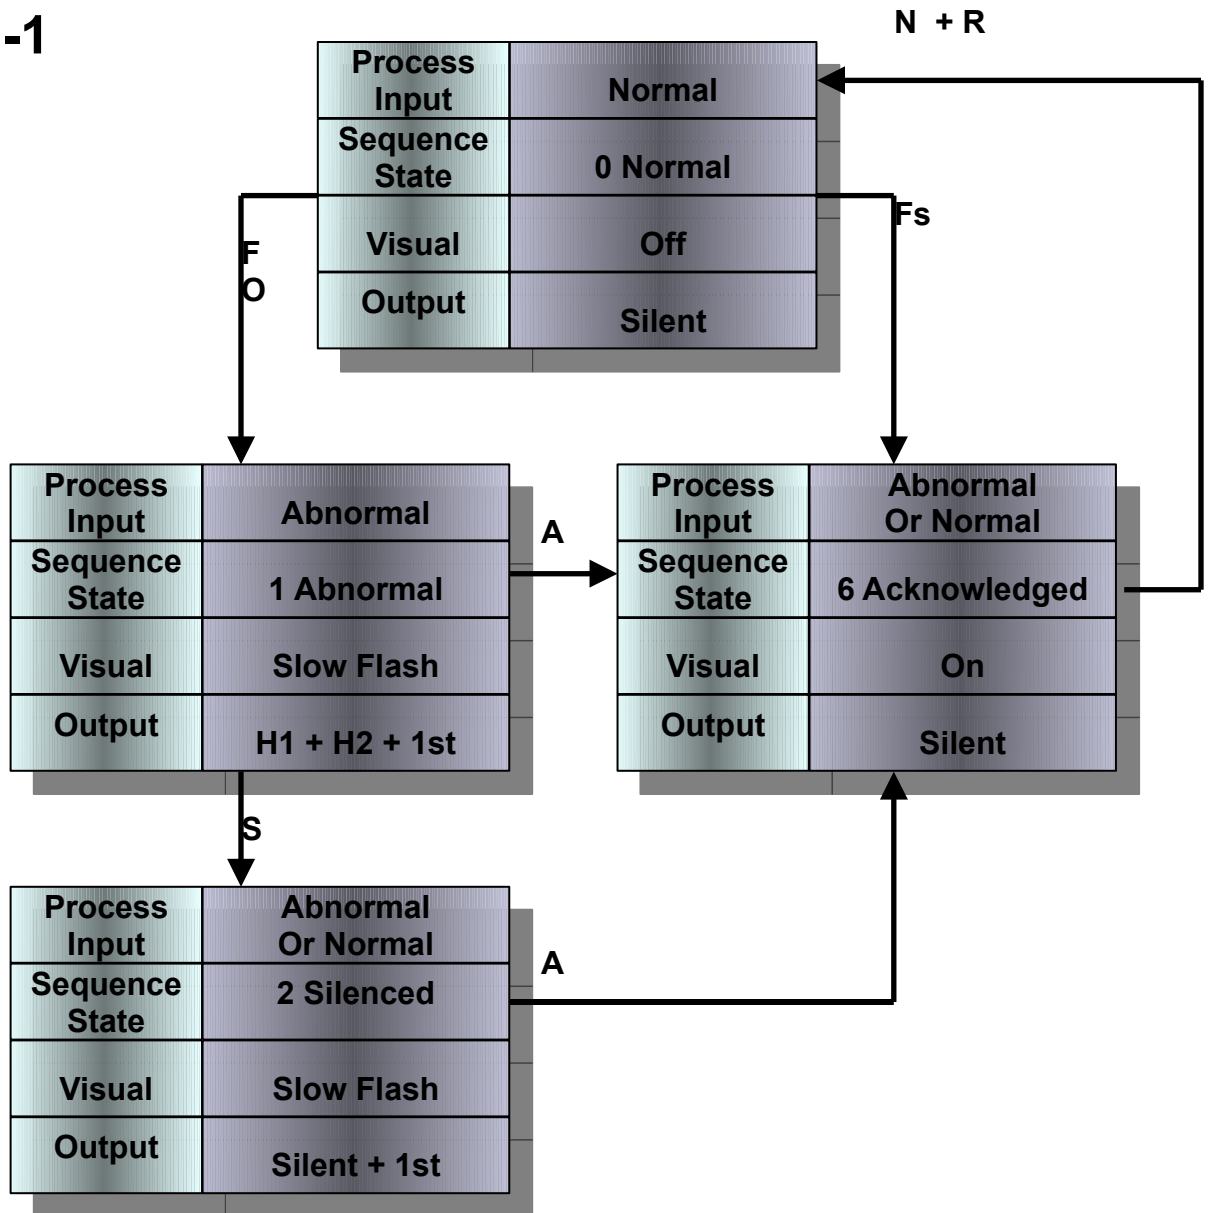 -1
N + R
Process
Input
Normal
Sequence
State
0 Normal
Visual
Off
Output
Silent
F
O
Fs
Process
Input
Abnormal
Sequence
State
1 Abnormal
Visual
Slow Flash
Output
H1 + H2 + 1st
A
Process
Input
Abnormal
Or Normal
Sequence
State
6 Acknowledged
Visual
On
Output
Silent
S
Process
Input
Abnormal
Or Normal
Sequence
State
2 Silenced
Visual
Slow Flash
Output
Silent + 1st
A